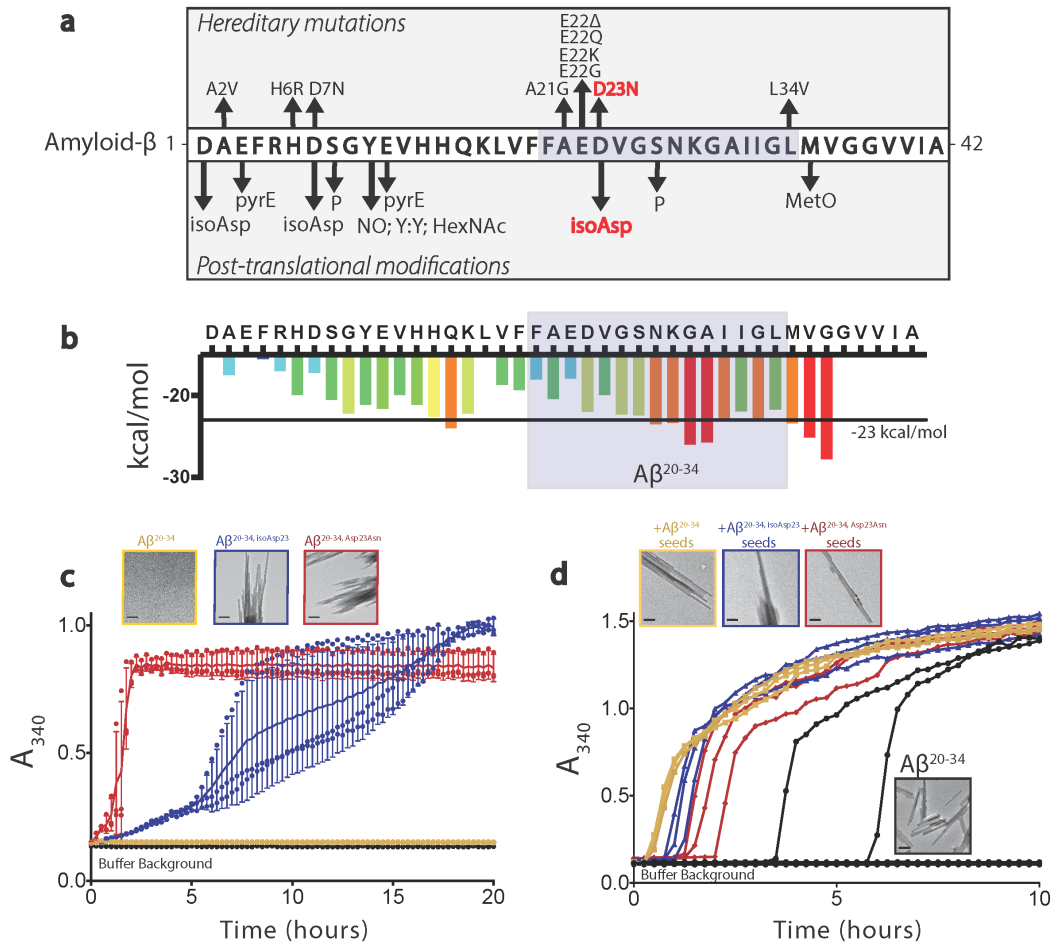 a
Hereditary mutations
E22Δ
E22Q
E22K
E22G
A2V H6R D7N A21G D23N L34V
Amyloid-β 1 - DAEFRHDSGYEVHHQKLVFFAEDVGSNKGAIIGLMVGGVVIA - 42
pyrE P pyrE P MetO
isoAsp isoAsp NO; Y:Y; HexNAc isoAsp
Post-translational modifications
b
D A E F R H D S G Y E V H H Q K L V F F A E D V G S N K G A I I G L M V G G V V I A
kcal/mol
-20
-30
-23 kcal/mol
Aβ20-34
c
Aβ20-34
Aβ20-34, isoAsp23
Aβ20-34, Asp23Asn
A340
1.0
0.5
0.0
Buffer Background
0 5 10 15 20
Time (hours)
d
+Aβ20-34
seeds
+Aβ20-34, isoAsp23
seeds
+Aβ20-34, Asp23Asn
seeds
A340
1.5
1.0
0.5
0.0
Aβ20-34
Buffer Background
0 5 10
Time (hours)